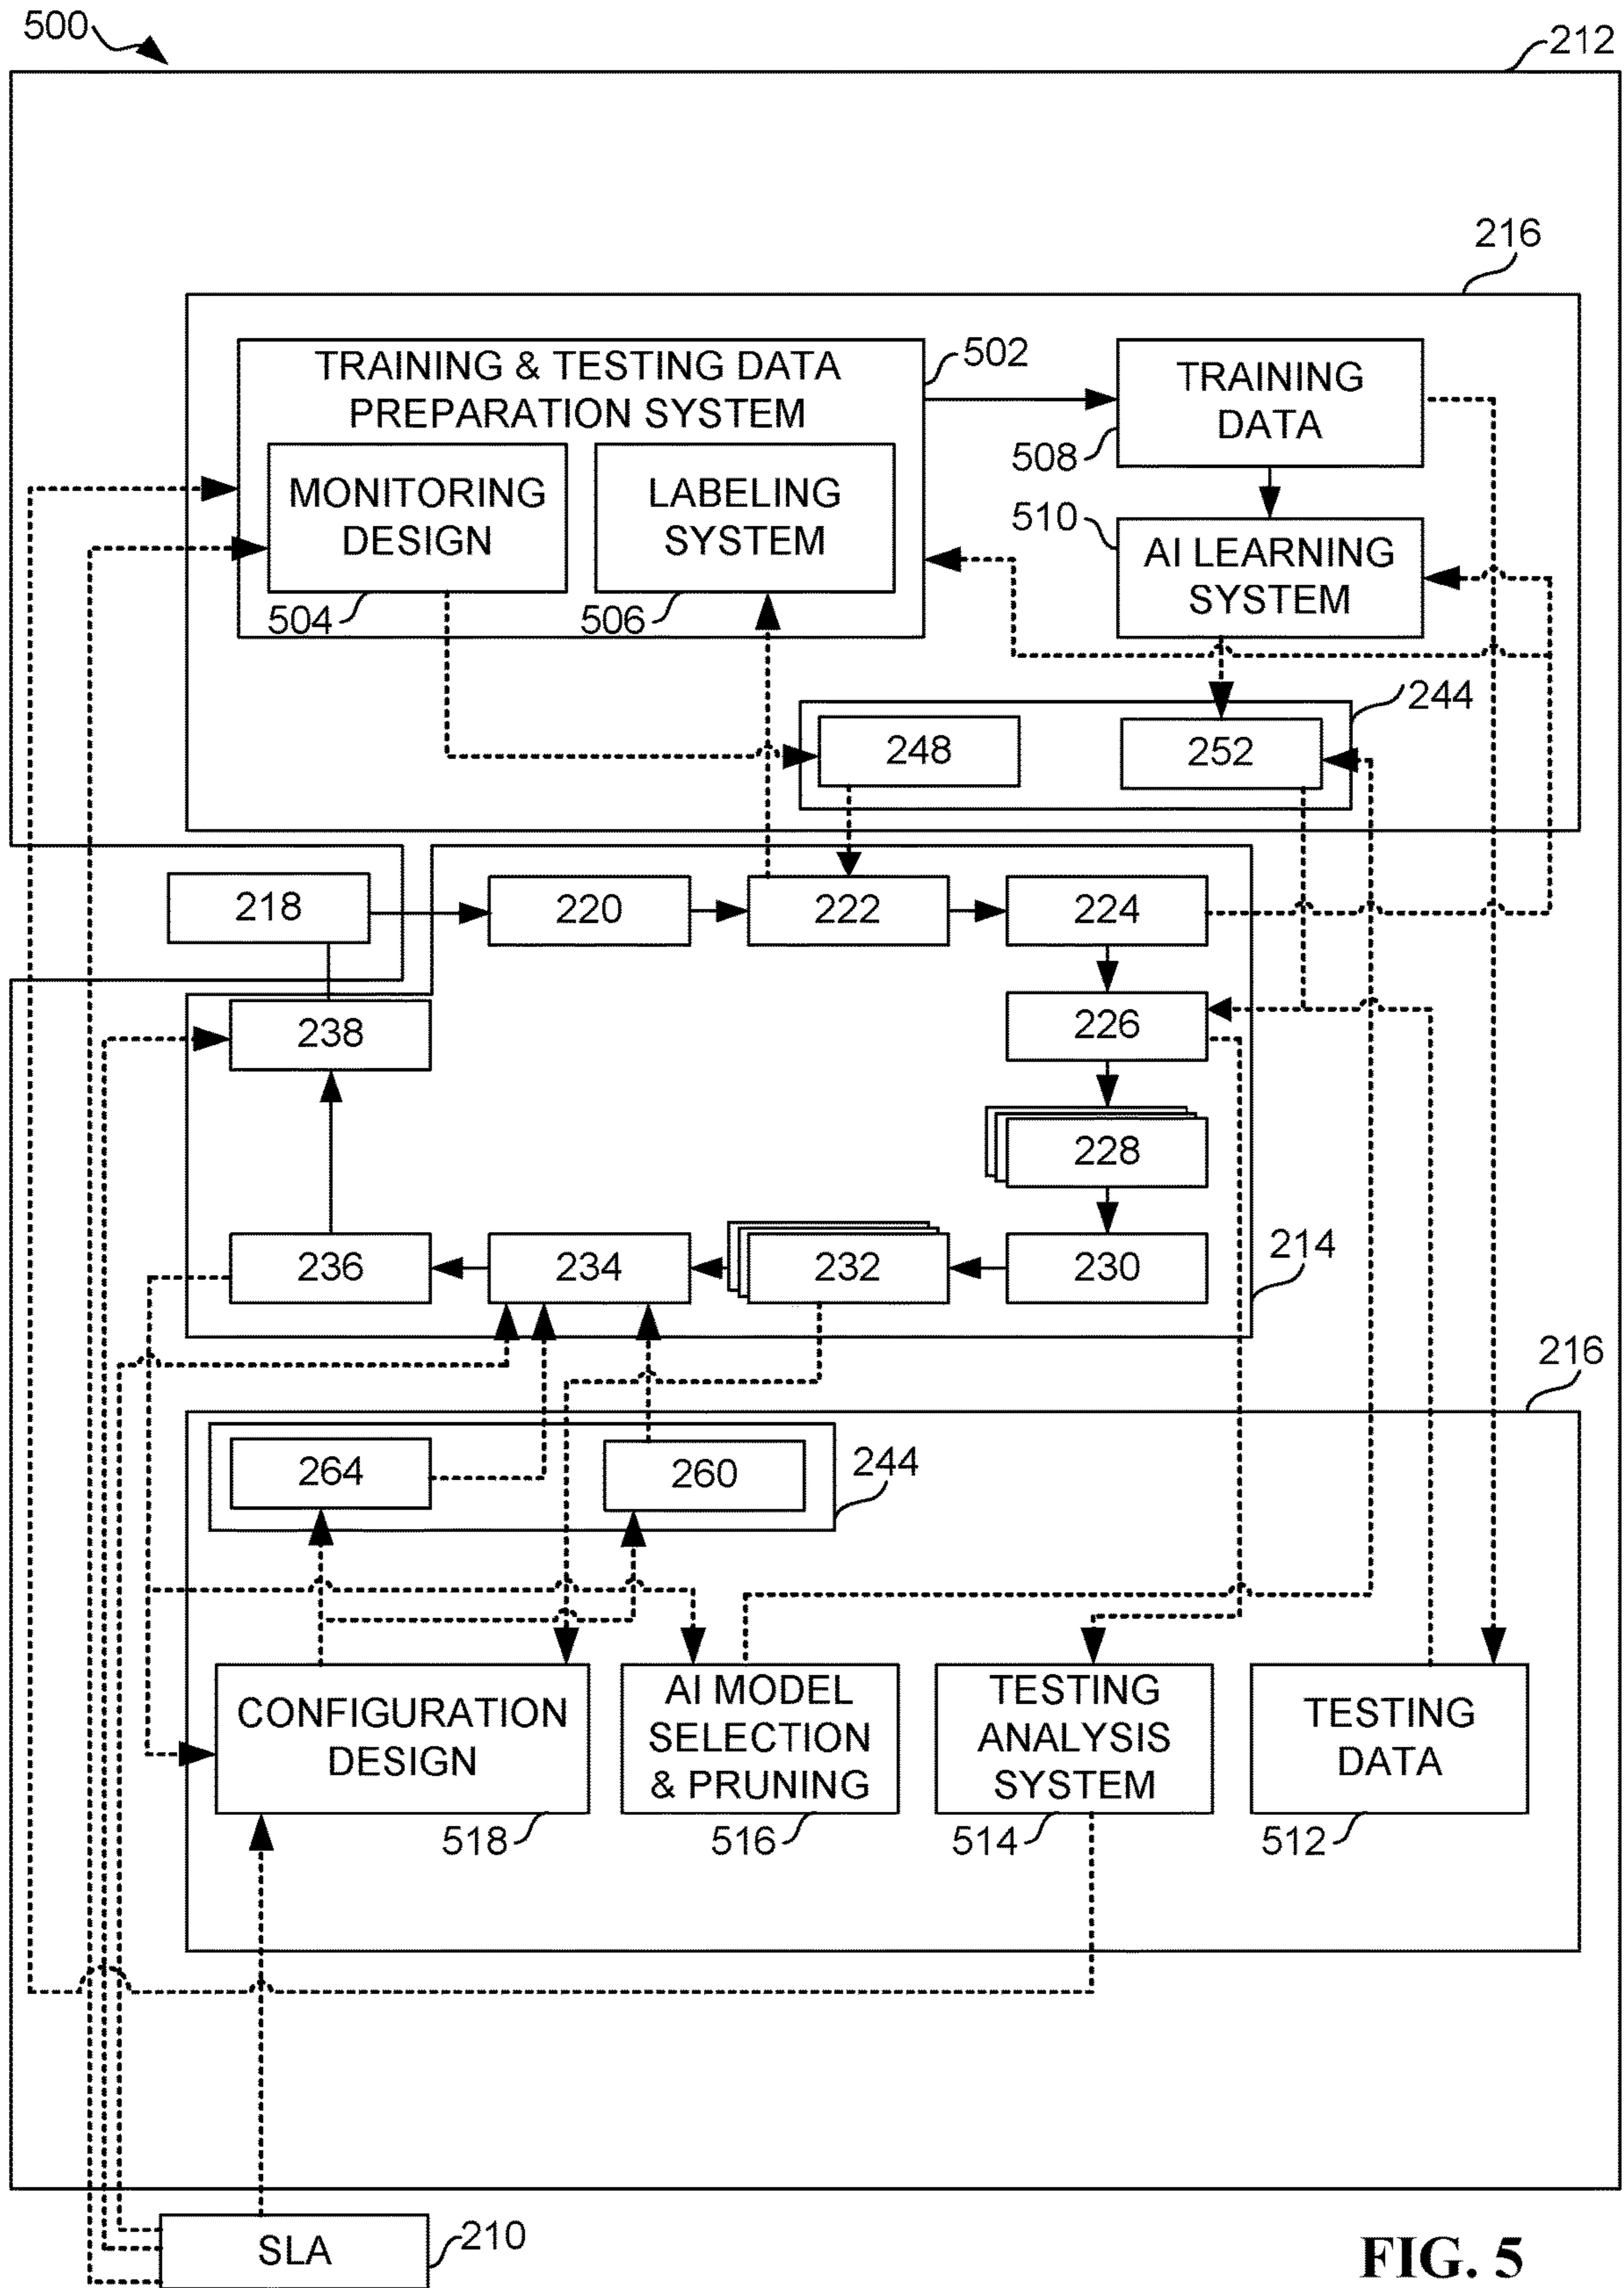 500
212
216
TRAINING & TESTING DATA
PREPARATION SYSTEM
502
TRAINING
DATA
508
MONITORING
DESIGN
504
LABELING
SYSTEM
506
510
AI LEARNING
SYSTEM
244
248
252
218
220
222
224
238
226
228
236
234
232
230
214
216
264
260
244
CONFIGURATION
DESIGN
518
AI MODEL
SELECTION
& PRUNING
516
TESTING
ANALYSIS
SYSTEM
514
TESTING
DATA
512
SLA
210
FIG. 5